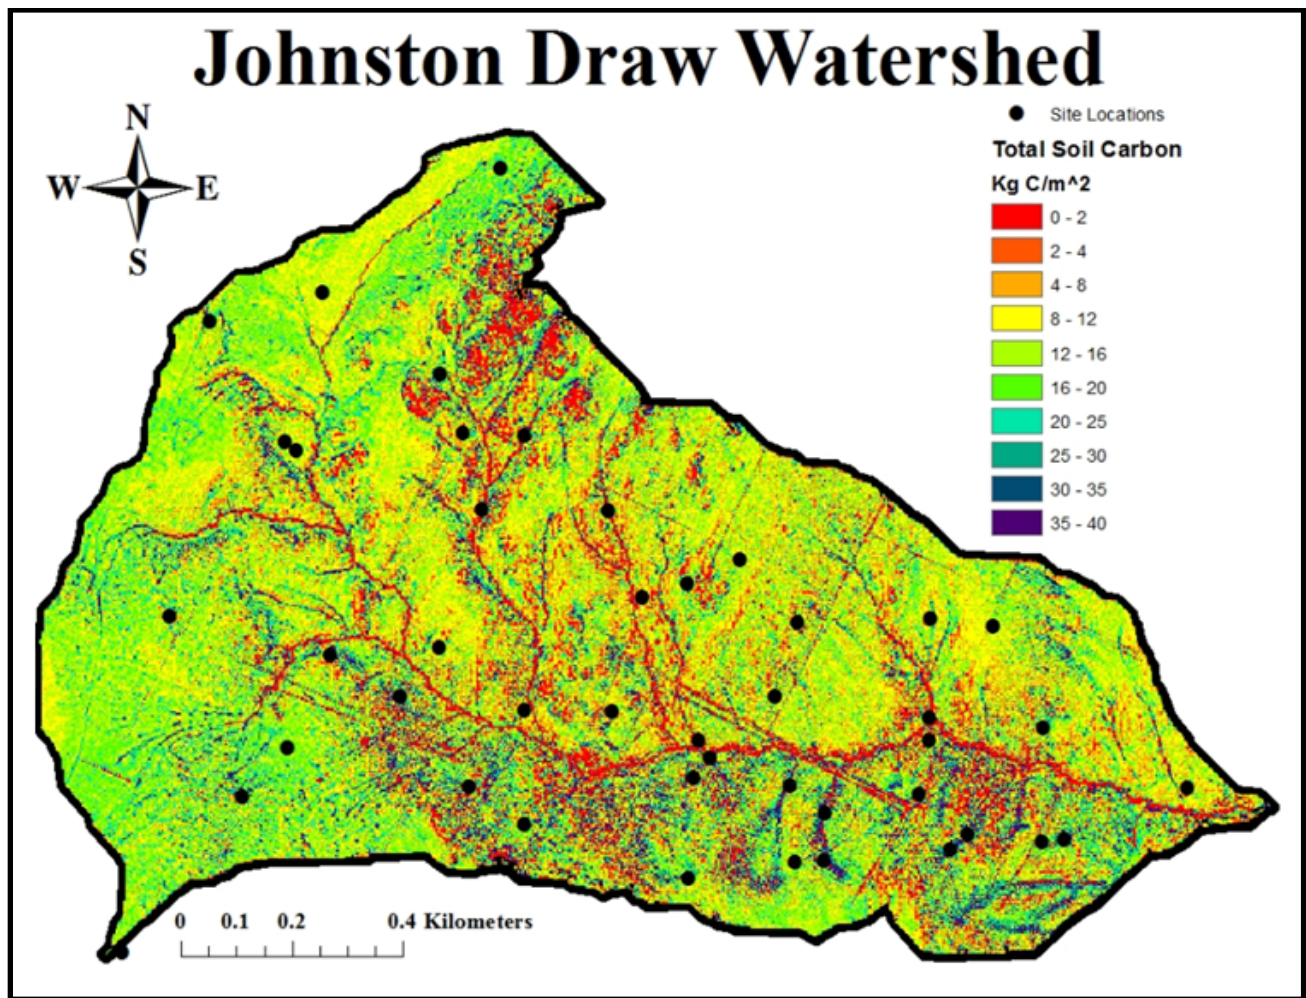 Johnston Draw Watershed
N
W E
S
Site Locations
Total Soil Carbon
Kg C/m^2
0 - 2
2 - 4
4 - 8
8 - 12
12 - 16
16 - 20
20 - 25
25 - 30
30 - 35
35 - 40
0 0.1 0.2 0.4 Kilometers